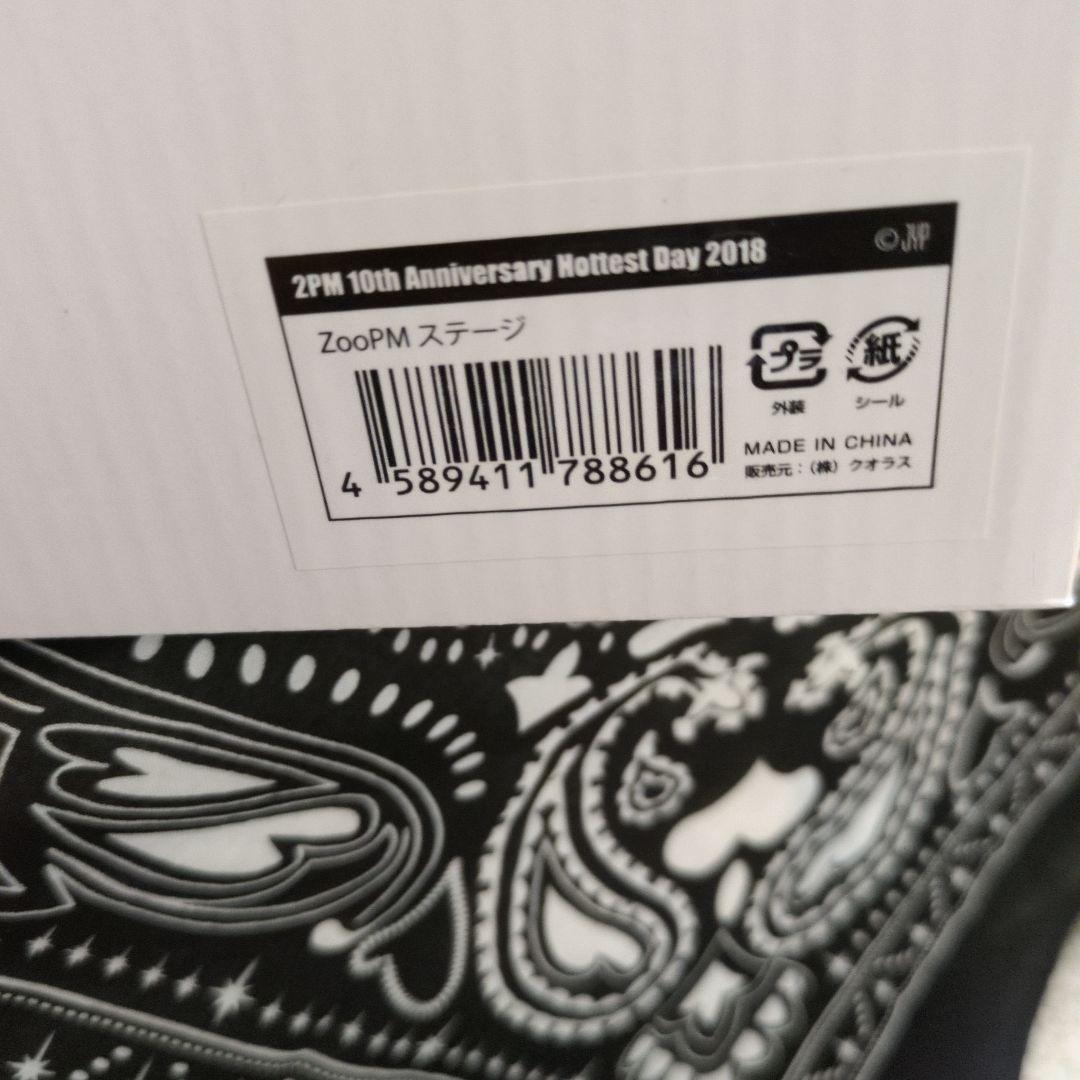 2PM 10th Anniversary Hottest Day 2018
©JYP
ZooPM ステージ
プラ
外装
紙
シール
4 589411 788616
MADE IN CHINA
販売元：（株）クオラス